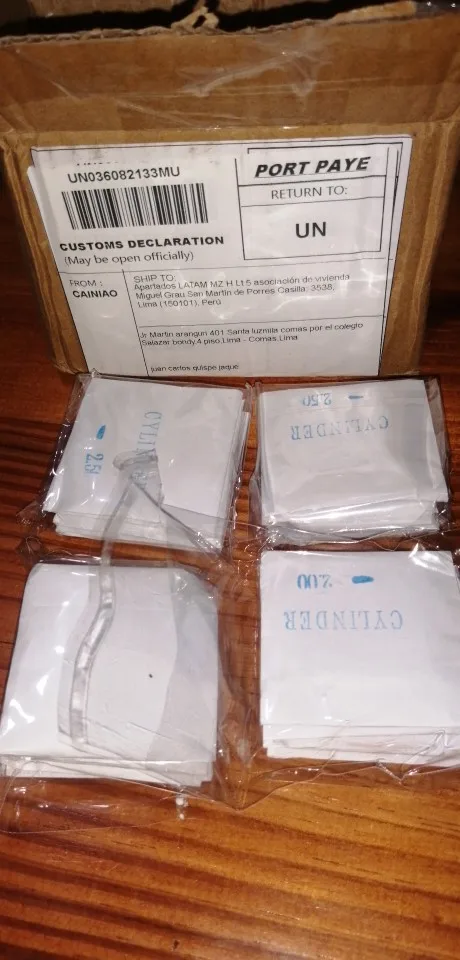 UN036082133MU
PORT PAYE
RETURN TO:
UN
CUSTOMS DECLARATION
(May be open officially)
FROM:
CAINIAO
SHIP TO:
Apartados LATAM MZ H L15 asociación de vivienda
Miguel Grau San Martin de Porres Casilla: 3538,
Lima (150101), Perú
Jr Martin aranguri 401 Santa luzmila comas por el colegio
Salazar bondy.4 piso.Lima - Comas.Lima
juan carlos quispe jaque
CYLINDER
- 2.50
CYLINDER
- 2.50
CYLINDER
- 2.00